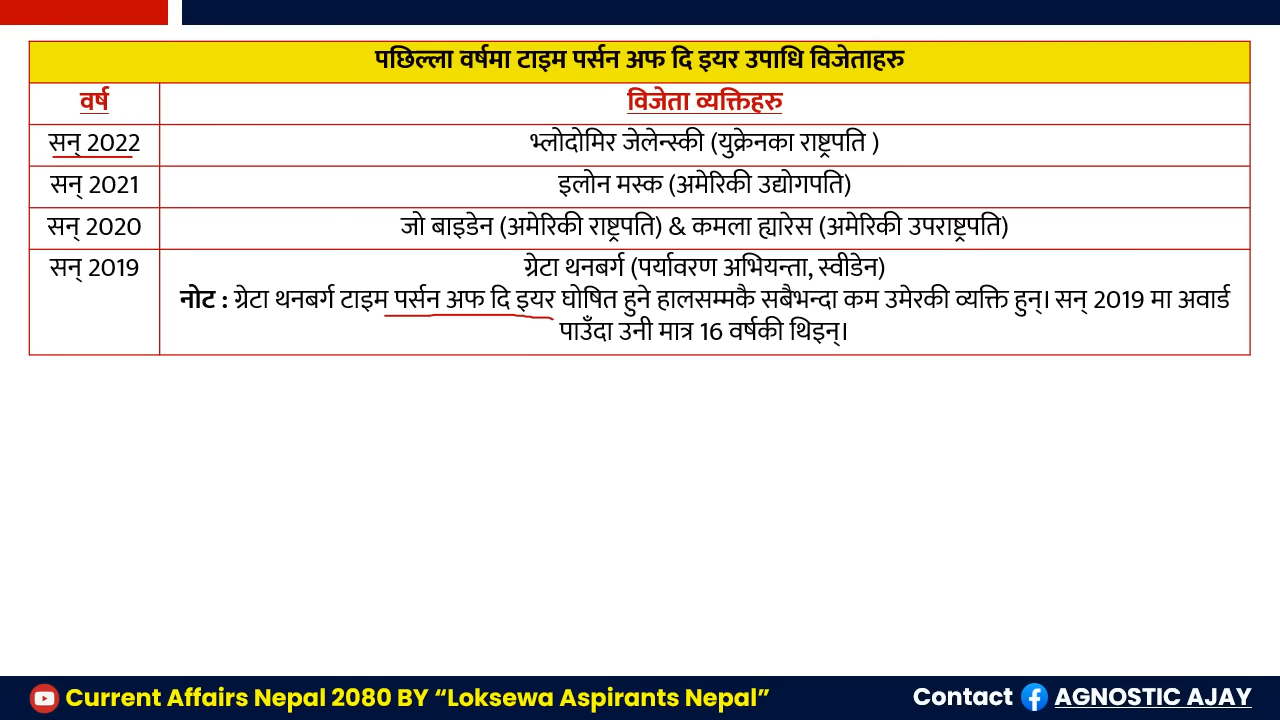 पछिल्ला वर्षमा टाइम पर्सन अफ दि इयर उपाधि विजेताहरु
वर्ष विजेता व्यक्तिहरु
सन् 2022 भ्लोदोमिर जेलेन्स्की (युक्रेनका राष्ट्रपति )
सन् 2021 इलोन मस्क (अमेरिकी उद्योगपति)
सन् 2020 जो बाइडेन (अमेरिकी राष्ट्रपति) & कमला ह्यारेस (अमेरिकी उपराष्ट्रपति)
सन् 2019 ग्रेटा थनबर्ग (पर्यावरण अभियन्ता, स्वीडेन)
नोट : ग्रेटा थनबर्ग टाइम पर्सन अफ दि इयर घोषित हुने हालसम्मकै सबैभन्दा कम उमेरकी व्यक्ति हुन्। सन् 2019 मा अवार्ड
पाउँदा उनी मात्र 16 वर्षकी थिइन्।
Current Affairs Nepal 2080 BY “Loksewa Aspirants Nepal” Contact AGNOSTIC AJAY